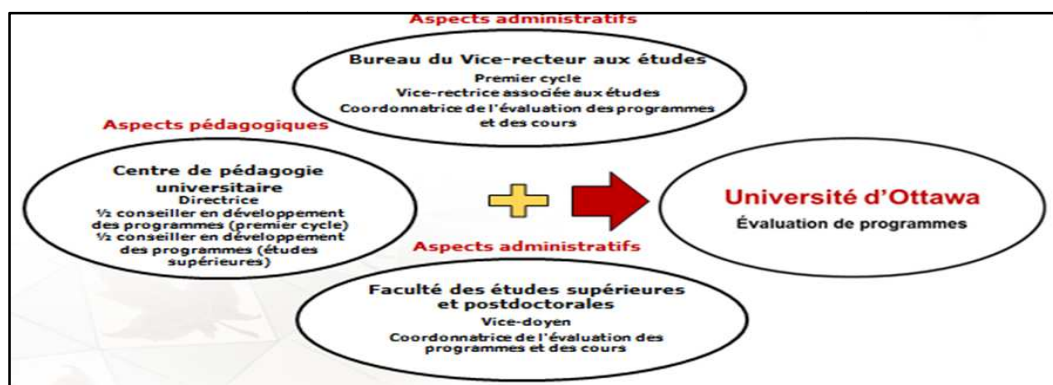 Aspects administratifs
Bureau du Vice-recteur aux études
Premier cycle
Vice-rectrice associée aux études
Coordonnatrice de l'évaluation des programmes
et des cours
Aspects pédagogiques
Centre de pédagogie
universitaire
Directrice
½ conseiller en développement
des programmes (premier cycle)
½ conseiller en développement
des programmes (études
supérieures)
Université d'Ottawa
Évaluation de programmes
Aspects administratifs
Faculté des études supérieures
et postdoctorales
Vice-doyen
Coordonnatrice de l'évaluation des
programmes et des cours